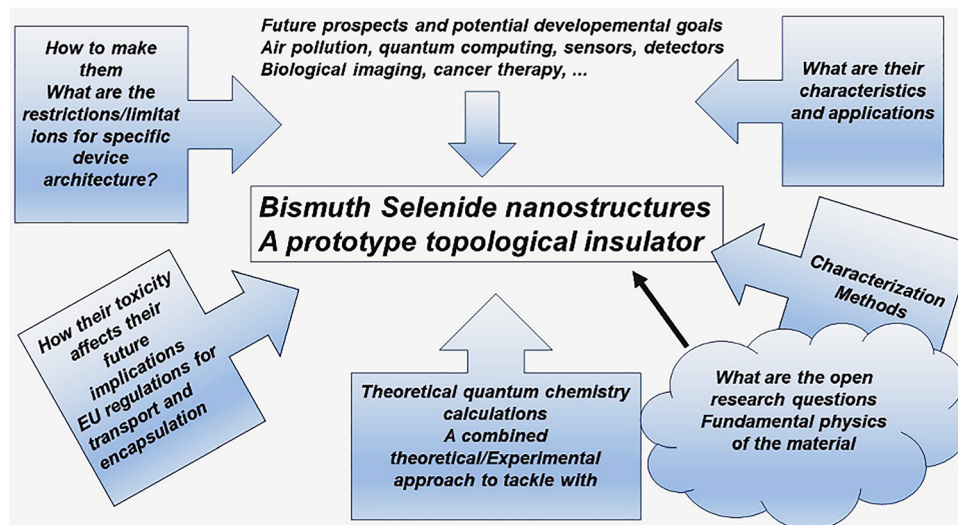 How to make
them
What are the
restrictions/limitat
ions for specific
device
architecture?
Future prospects and potential developemental goals
Air pollution, quantum computing, sensors, detectors
Biological imaging, cancer therapy, ...
What are their
characteristics
and applications
Bismuth Selenide nanostructures
A prototype topological insulator
How their toxicity
affects their
future
implications
EU regulations for
transport and
encapsulation
Theoretical quantum chemistry
calculations
A combined
theoretical/Experimental
approach to tackle with
Characterization
Methods
What are the open
research questions
Fundamental physics
of the material